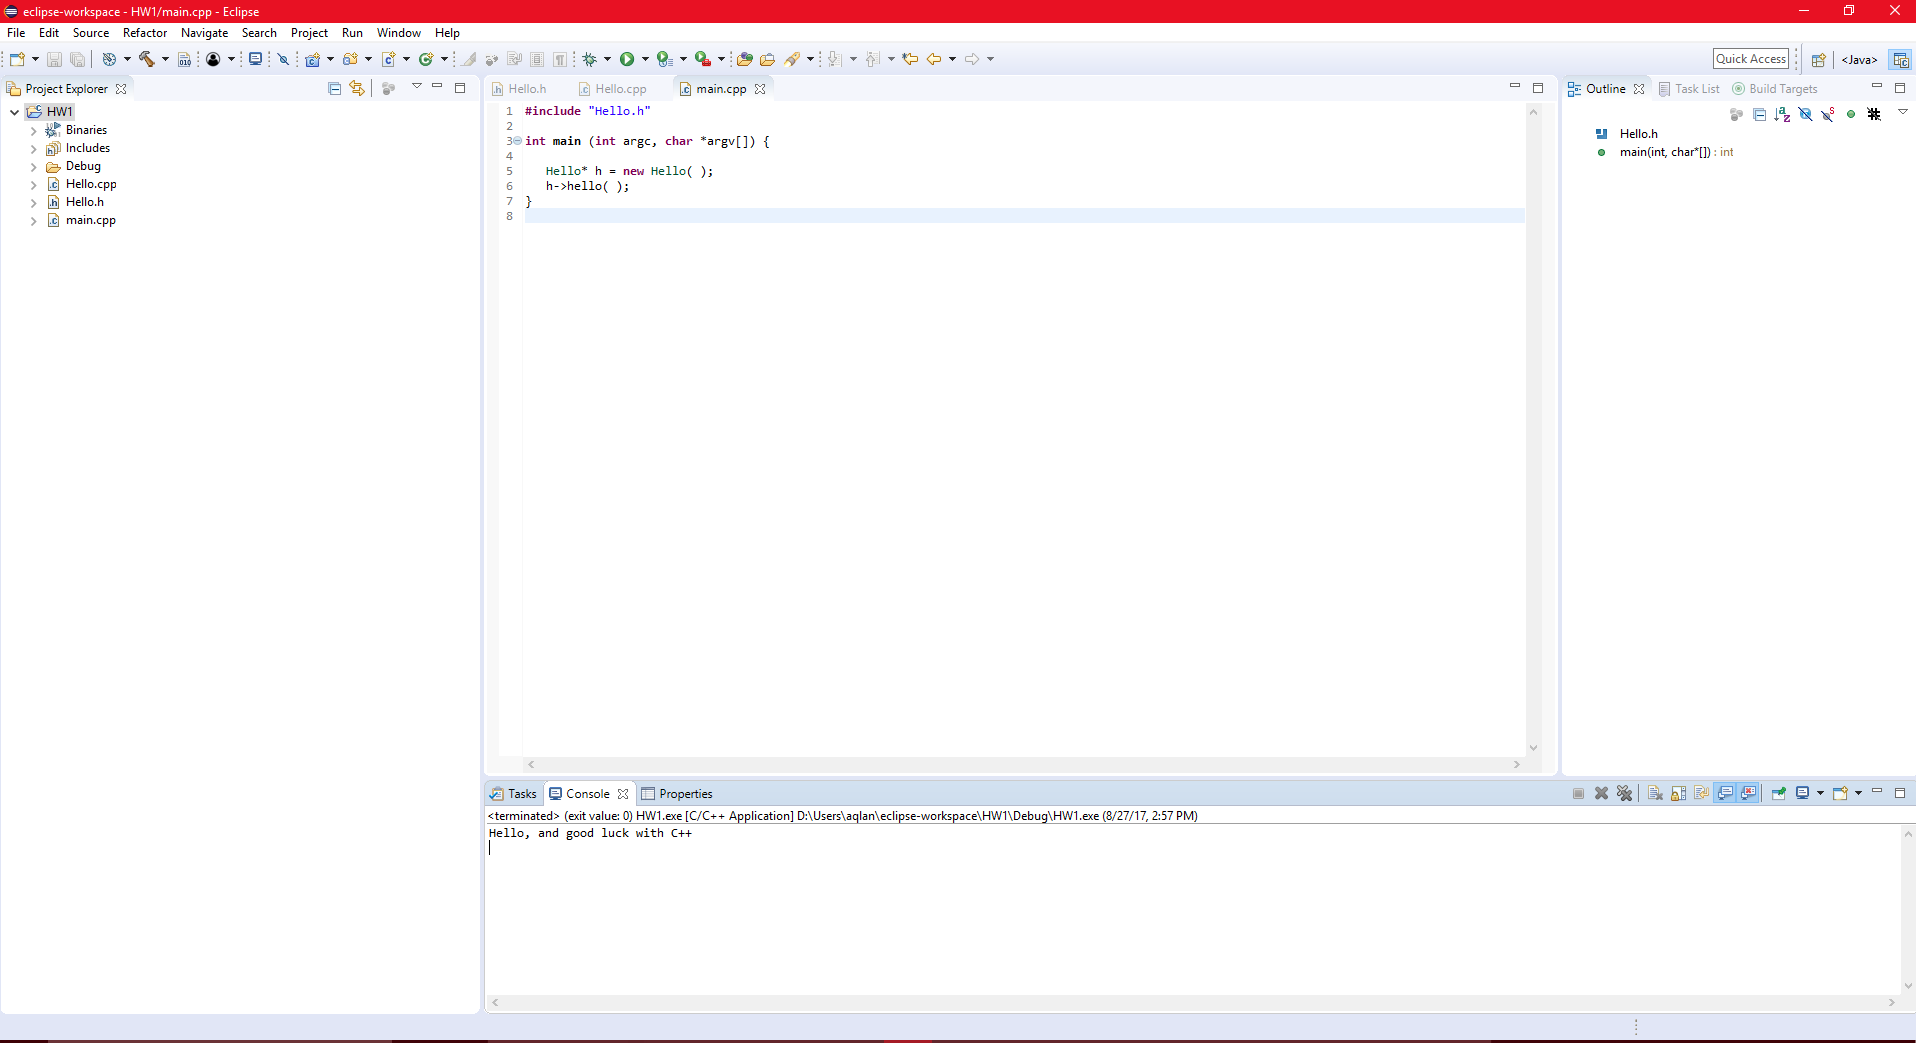 eclipse-workspace - HW1/main.cpp - Eclipse
File Edit Source Refactor Navigate Search Project Run Window Help
Quick Access <Java>
Project Explorer
HW1
Binaries
Includes
Debug
Hello.cpp
Hello.h
main.cpp
Hello.h Hello.cpp main.cpp
1 #include "Hello.h"
2
3 int main (int argc, char *argv[]) {
4
5 Hello* h = new Hello( );
6 h->hello( );
7 }
8
Outline Task List Build Targets
Hello.h
main(int, char*[]) : int
Tasks Console Properties
<terminated> (exit value: 0) HW1.exe [C/C++ Application] D:\Users\aqlan\eclipse-workspace\HW1\Debug\HW1.exe (8/27/17, 2:57 PM)
Hello, and good luck with C++